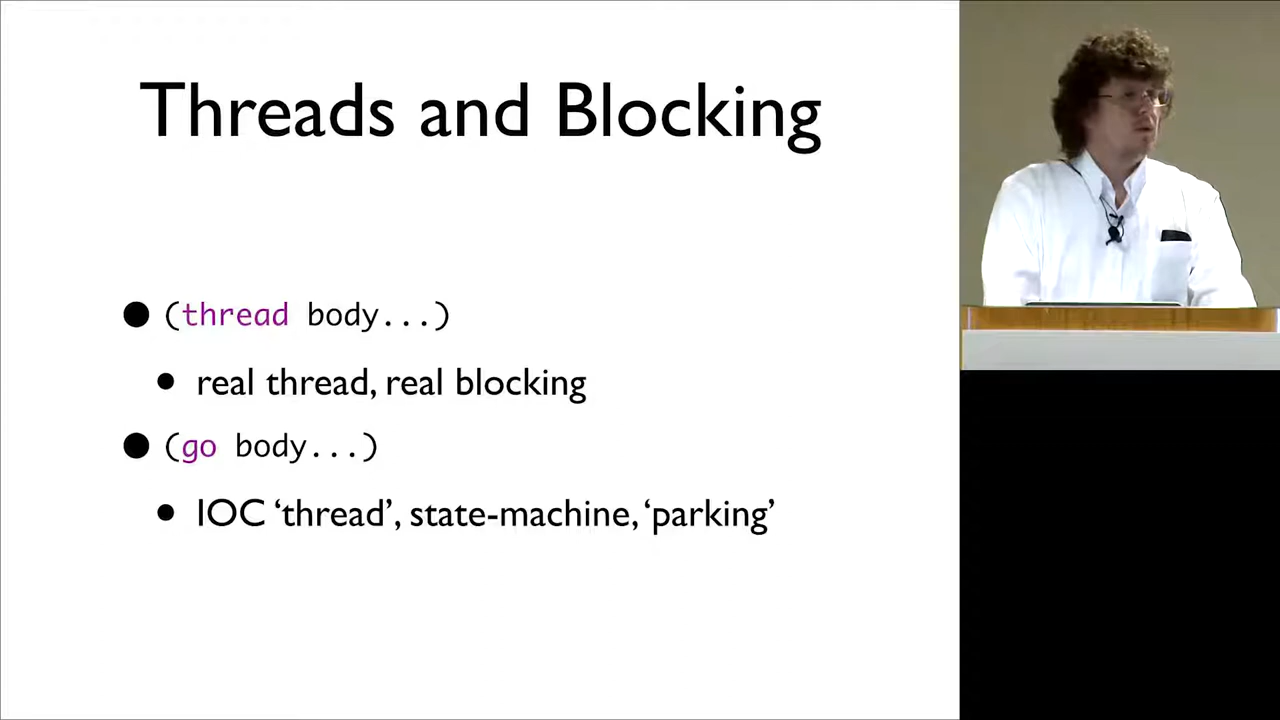 Threads and Blocking
(thread body...)
real thread, real blocking
(go body...)
IOC ‘thread’, state-machine, ‘parking’